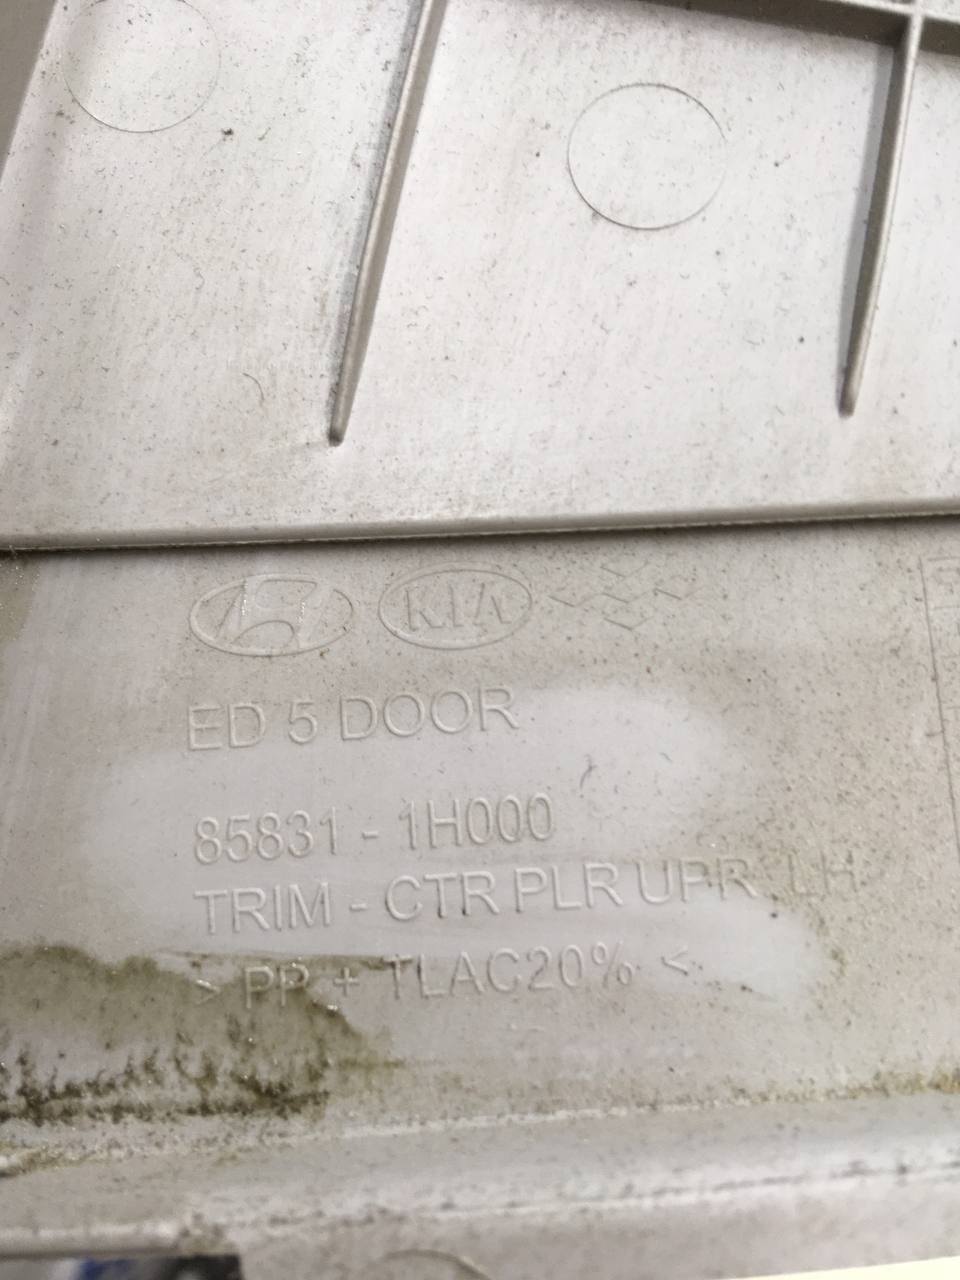 KIA
ED 5 DOOR
85831 - 1H000
TRIM - CTR PLR UPR LH
> PP + TLAC20% <